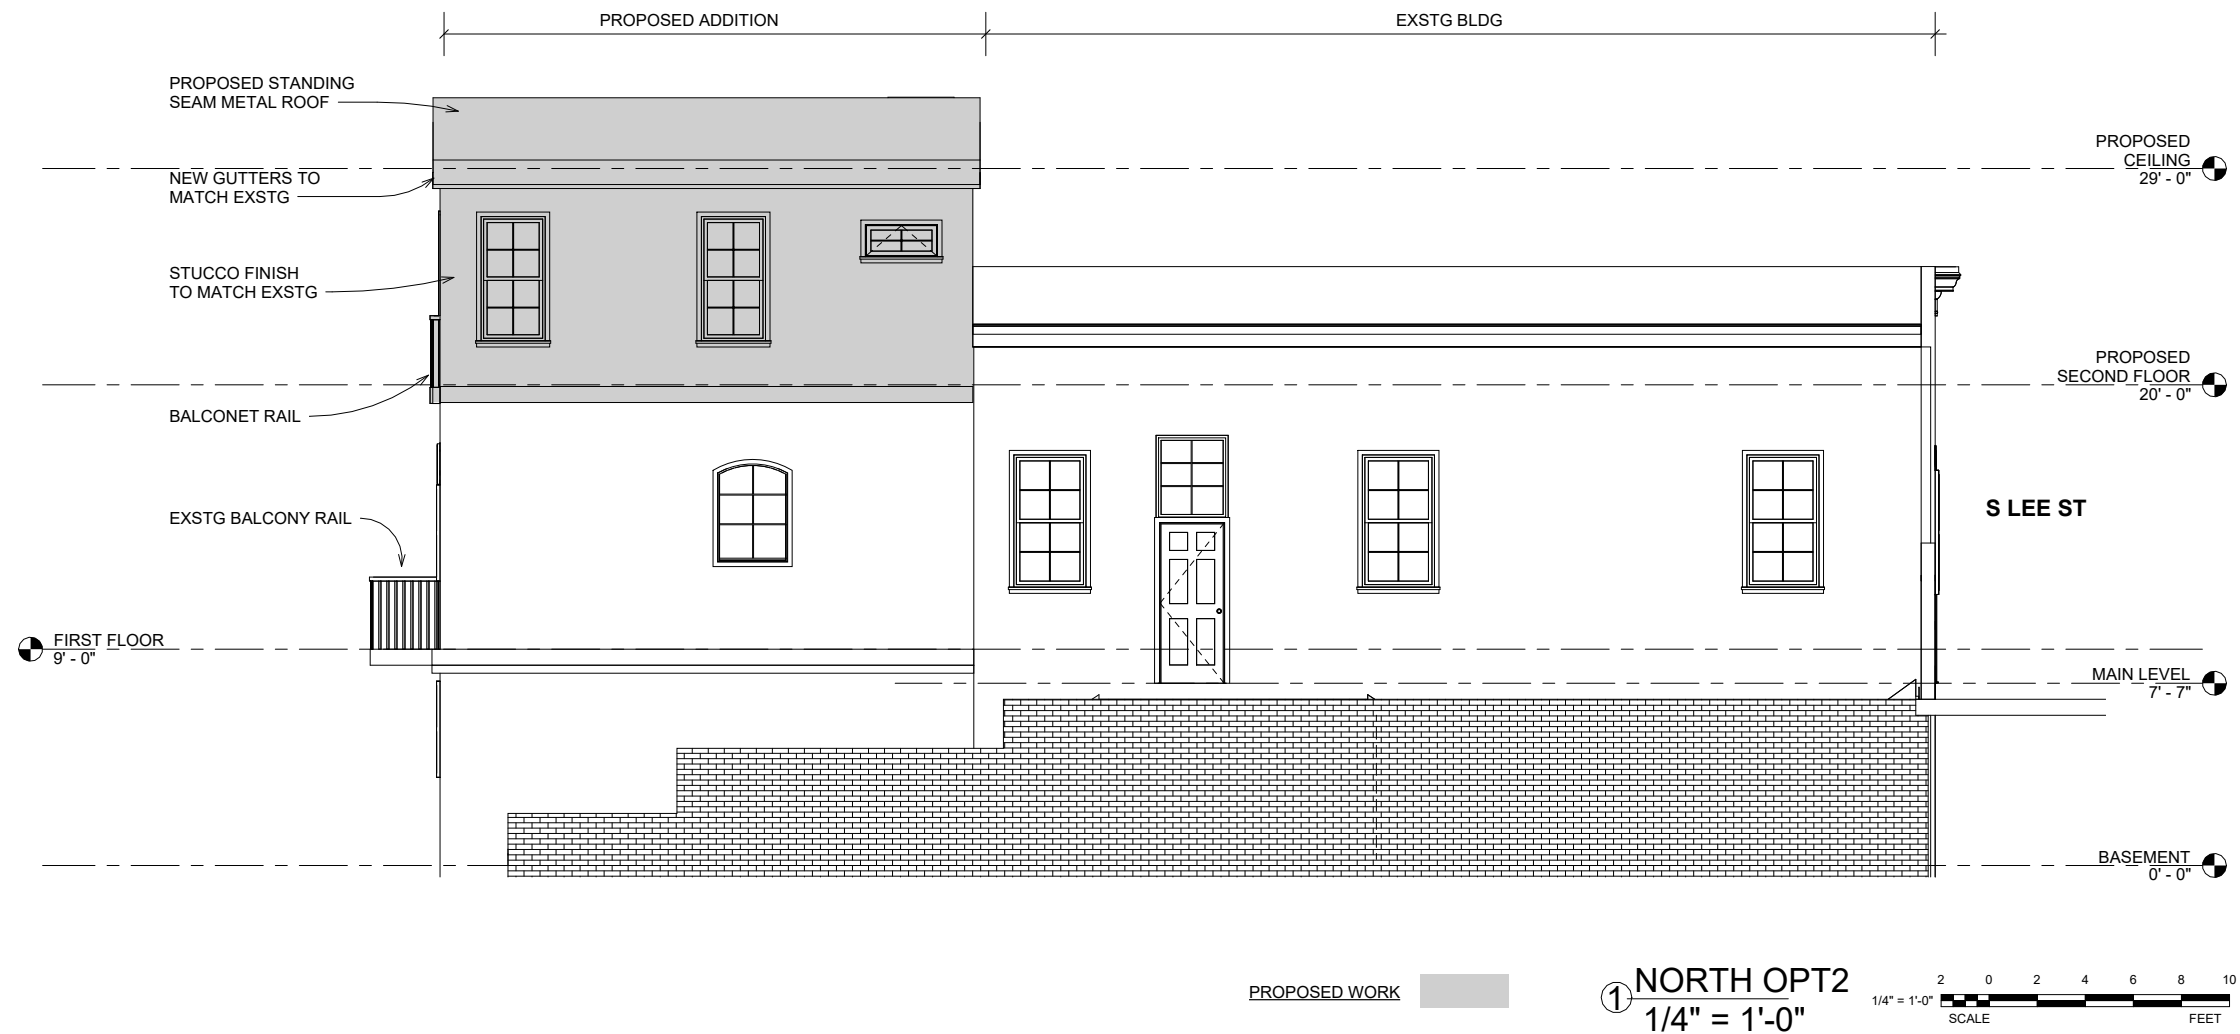 PROPOSED ADDITION
EXSTG BLDG
PROPOSED STANDING
SEAM METAL ROOF
PROPOSED
CEILING
29' - 0"
NEW GUTTERS TO
MATCH EXSTG
STUCCO FINISH
TO MATCH EXSTG
PROPOSED
SECOND FLOOR
20' - 0"
BALCONET RAIL
S LEE ST
EXSTG BALCONY RAIL
FIRST FLOOR
9' - 0"
MAIN LEVEL
7' - 7"
BASEMENT
0' - 0"
PROPOSED WORK
1
NORTH OPT2
1/4" = 1'-0"
2 0 2 4 6 8 10
1/4" = 1'-0"
SCALE FEET